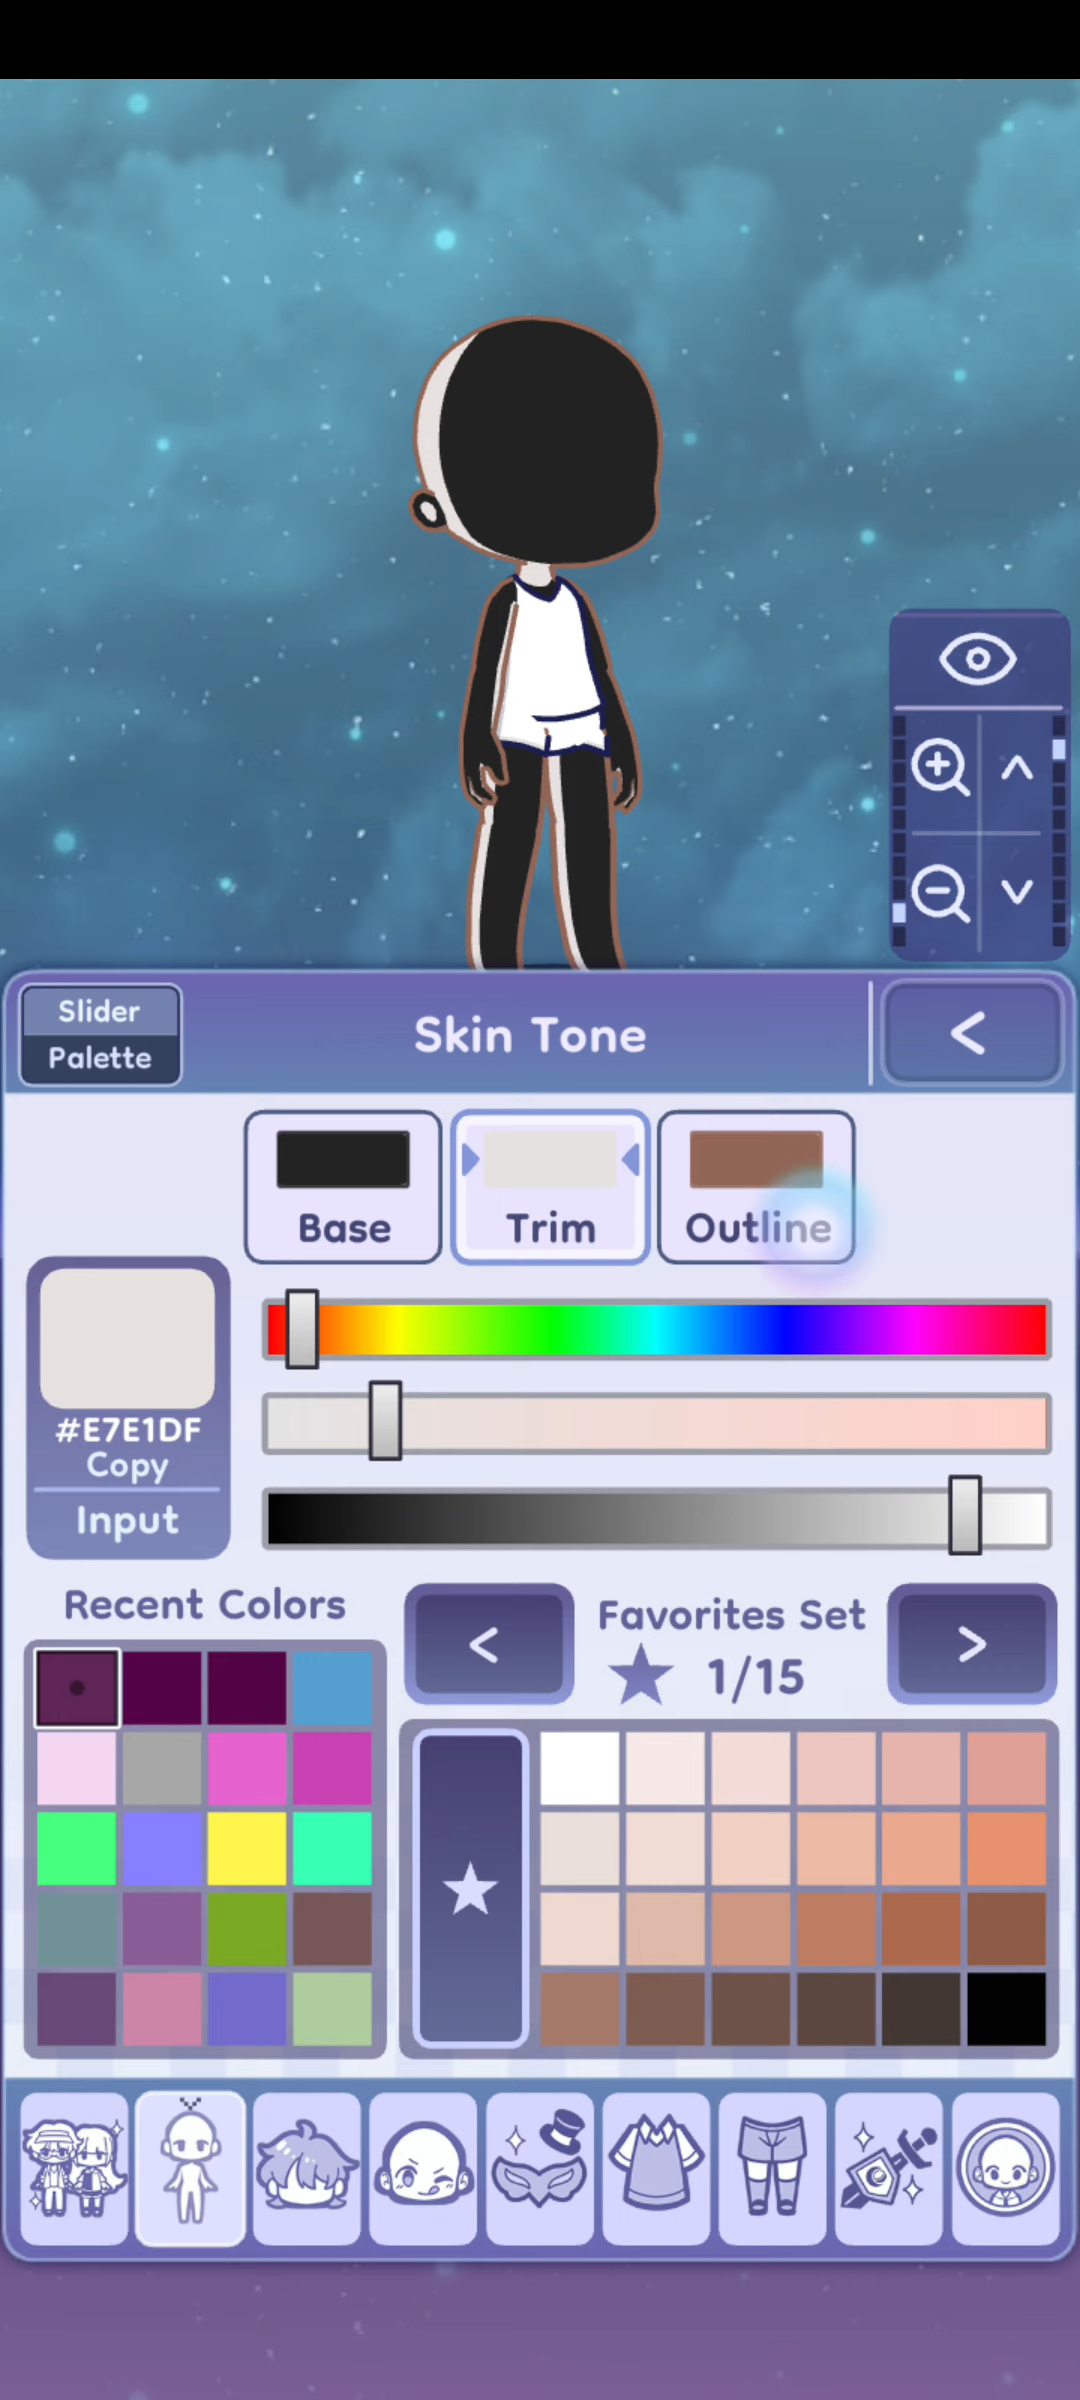 Slider
Palette
Skin Tone
<
Base
Trim
Outline
#E7E1DF
Copy
Input
Recent Colors
<
Favorites Set
1/15
>